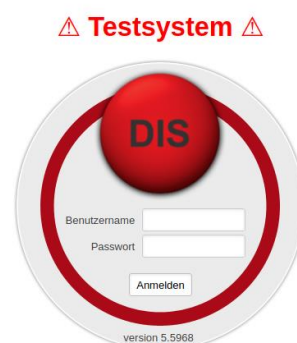 ⚠ Testsystem ⚠
DIS
Benutzername
Passwort
Anmelden
version 5.5968